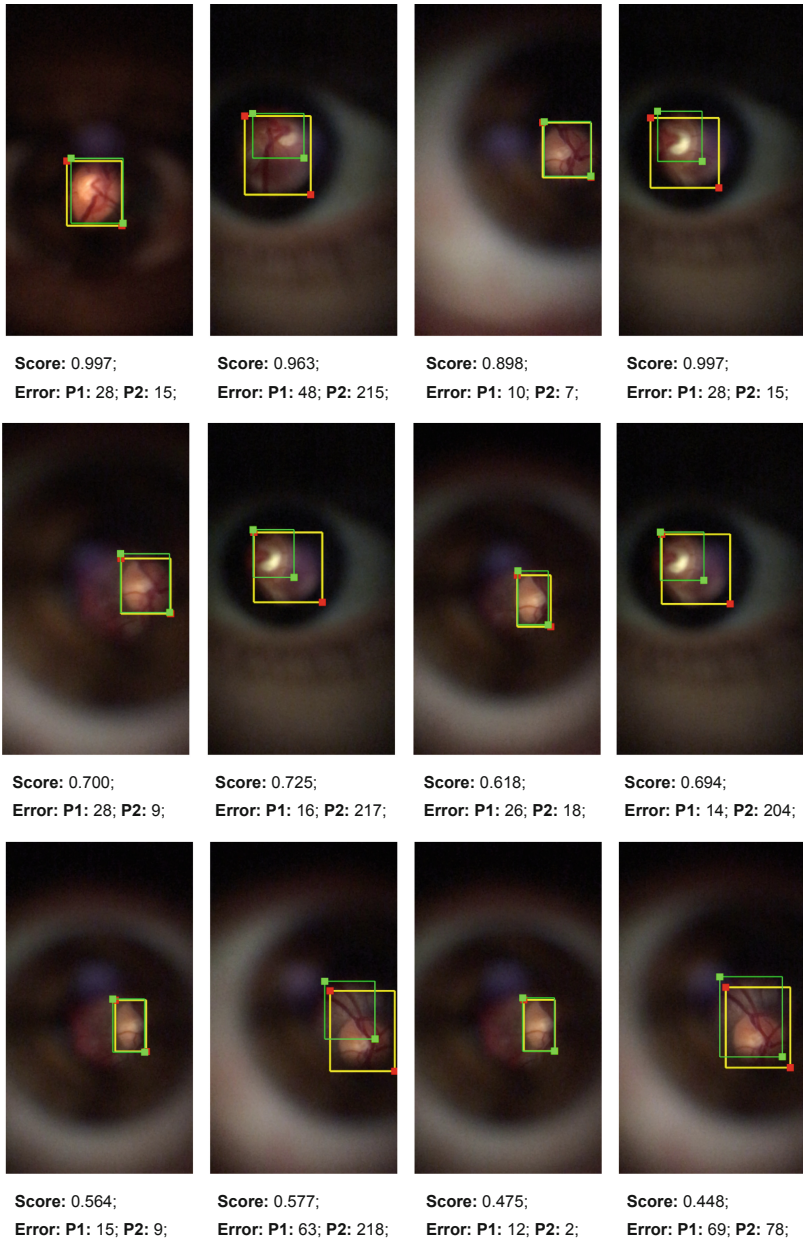 Score: 0.997;
Error: P1: 28; P2: 15;
Score: 0.963;
Error: P1: 48; P2: 215;
Score: 0.898;
Error: P1: 10; P2: 7;
Score: 0.997;
Error: P1: 28; P2: 15;
Score: 0.700;
Error: P1: 28; P2: 9;
Score: 0.725;
Error: P1: 16; P2: 217;
Score: 0.618;
Error: P1: 26; P2: 18;
Score: 0.694;
Error: P1: 14; P2: 204;
Score: 0.564;
Error: P1: 15; P2: 9;
Score: 0.577;
Error: P1: 63; P2: 218;
Score: 0.475;
Error: P1: 12; P2: 2;
Score: 0.448;
Error: P1: 69; P2: 78;